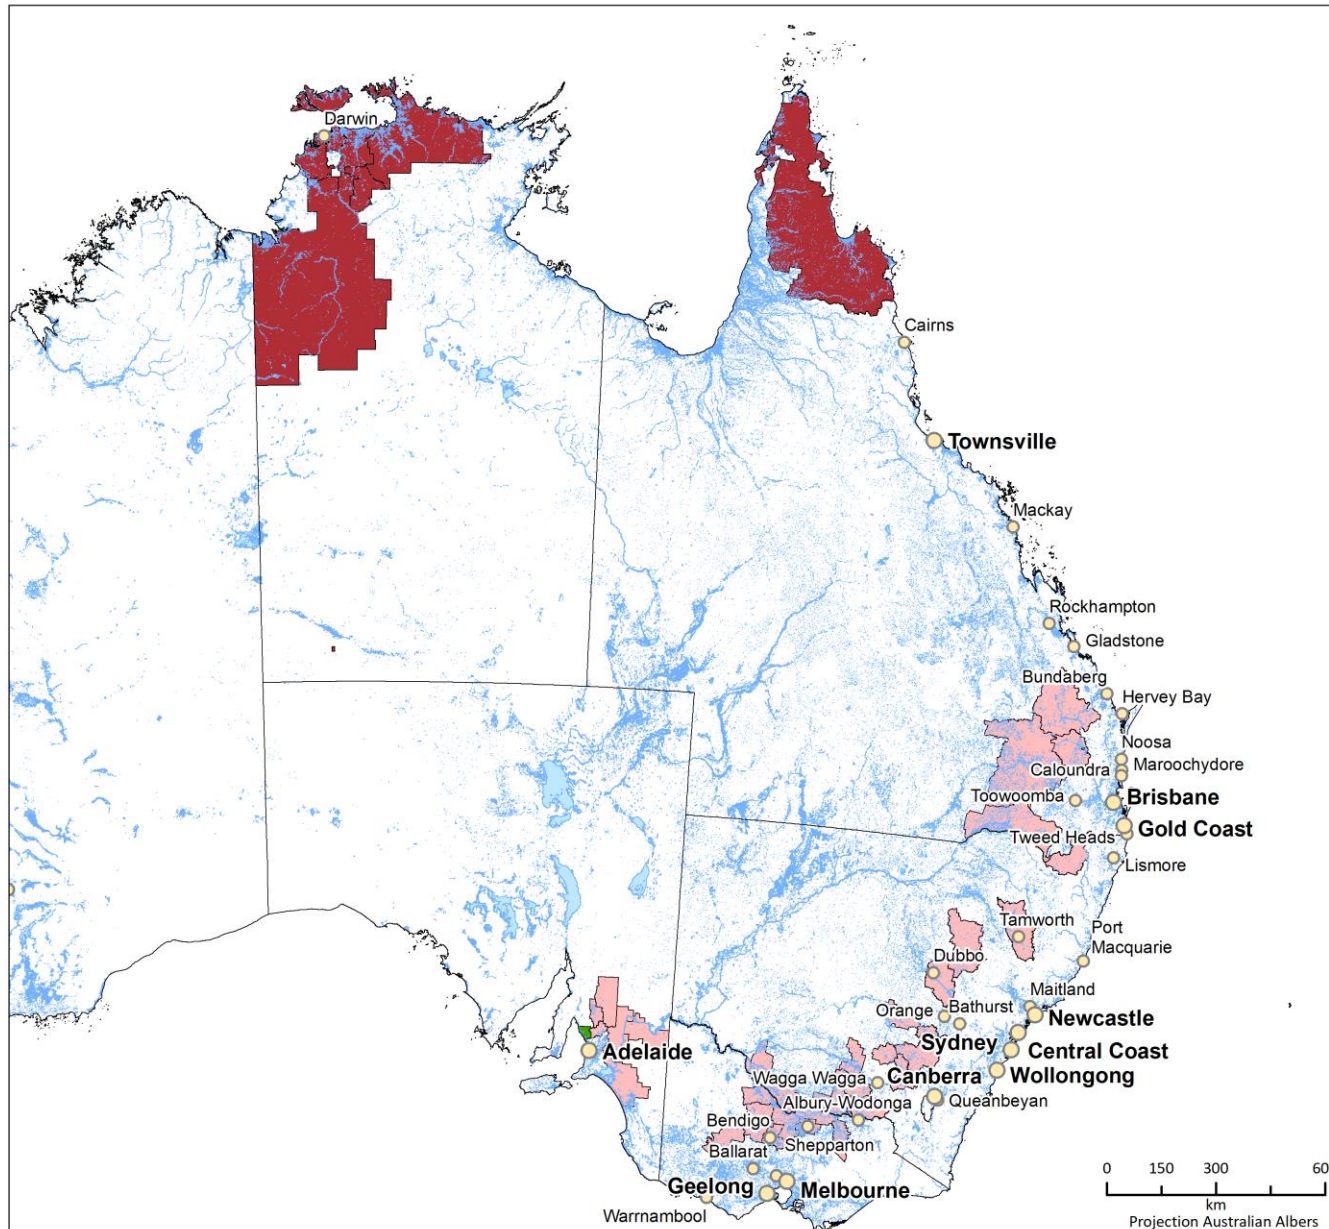 Darwin
Cairns
Townsville
Mackay
Rockhampton
Gladstone
Bundaberg
Hervey Bay
Noosa
Caloundra
Maroochydore
Toowoomba
Brisbane
Tweed Heads
Gold Coast
Lismore
Tamworth
Port
Macquarie
Dubbo
Maitland
Orange
Bathurst
Newcastle
Sydney
Adelaide
Central Coast
Wagga Wagga
Canberra
Wollongong
Albury-Wodonga
Queanbeyan
Bendigo
Shepparton
Ballarat
Geelong
Melbourne
Warrnambool
0 150 300 60
km
Projection Australian Albers